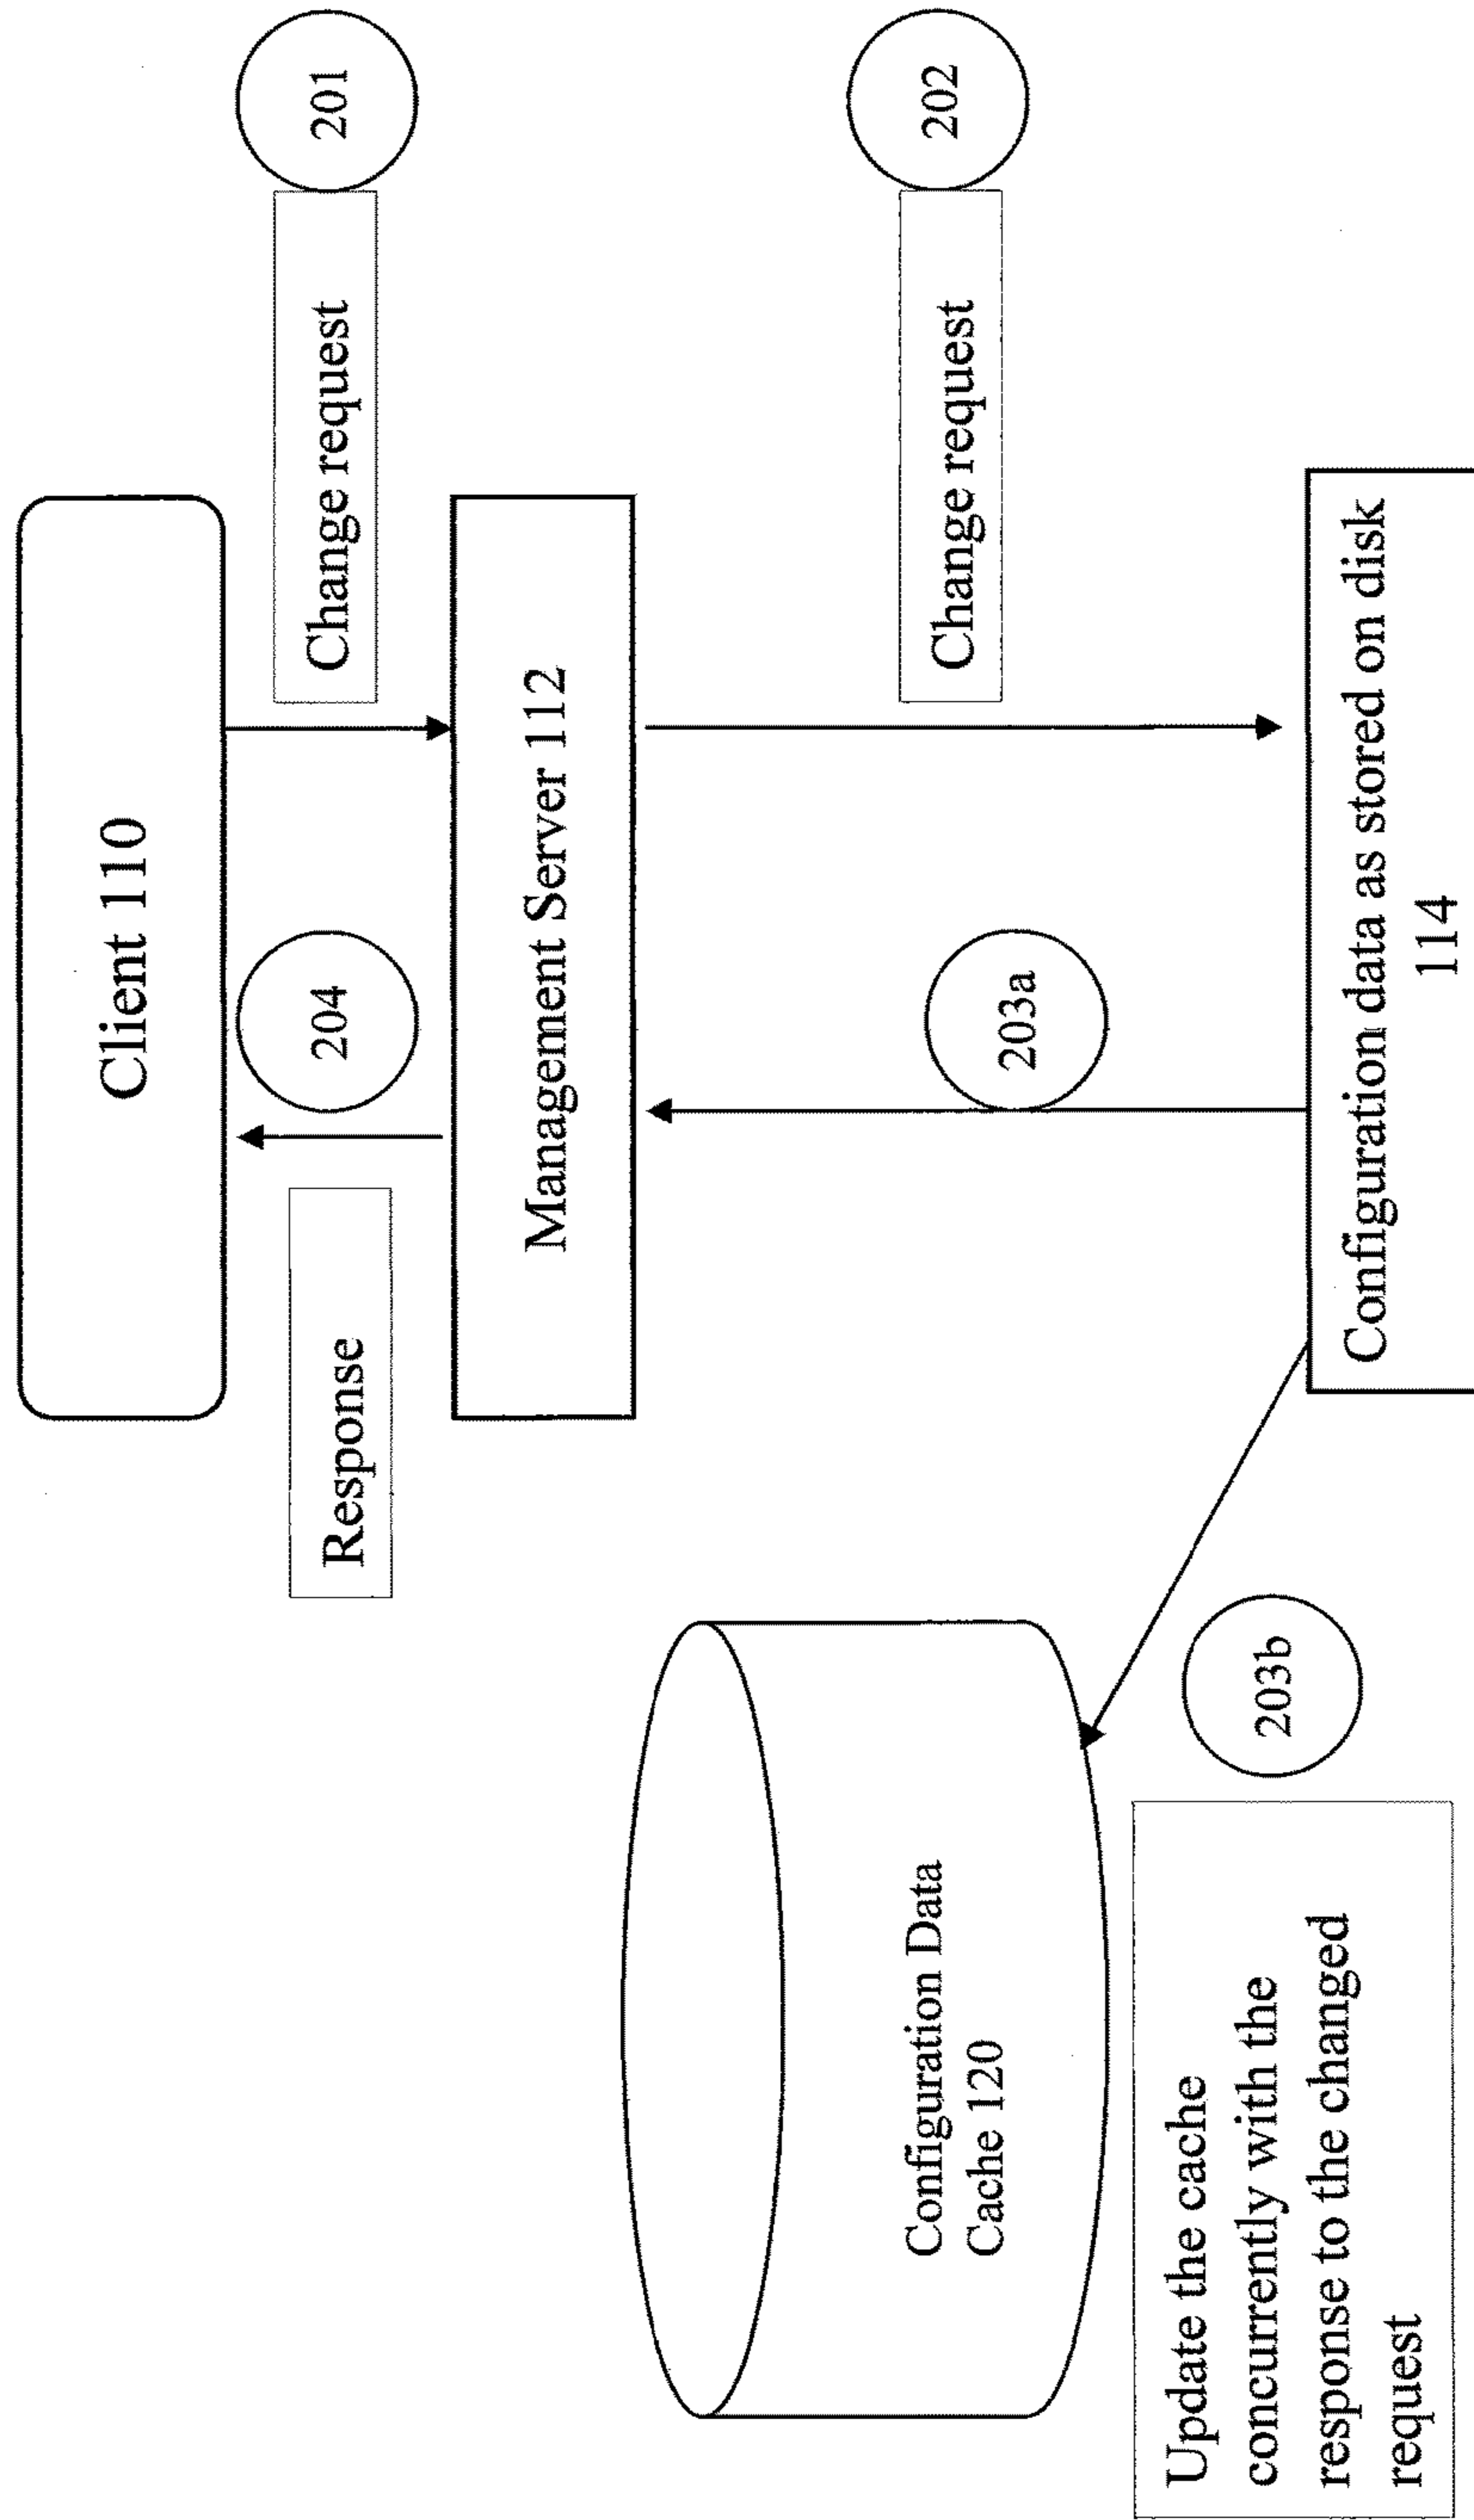 Client 110
Response
204
Change request
201
Management Server 112
Configuration Data
Cache 120
203a
Change request
202
Update the cache
concurrently with the
response to the changed
request
203b
Configuration data as stored on disk
114